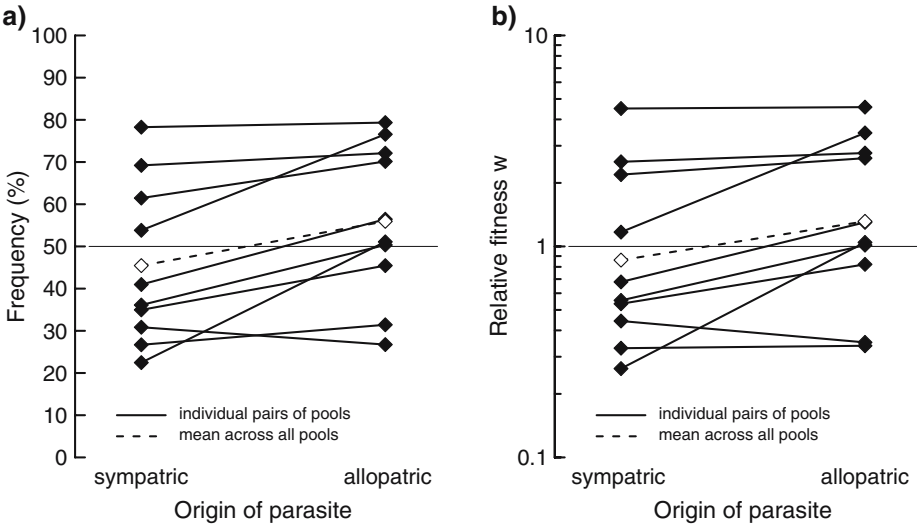 a)
100
90
80
70
60
50
40
30
20
10
0
Frequency (%)
sympatric
allopatric
Origin of parasite
individual pairs of pools
mean across all pools
b)
10
1
0.1
Relative fitness w
sympatric
allopatric
Origin of parasite
individual pairs of pools
mean across all pools